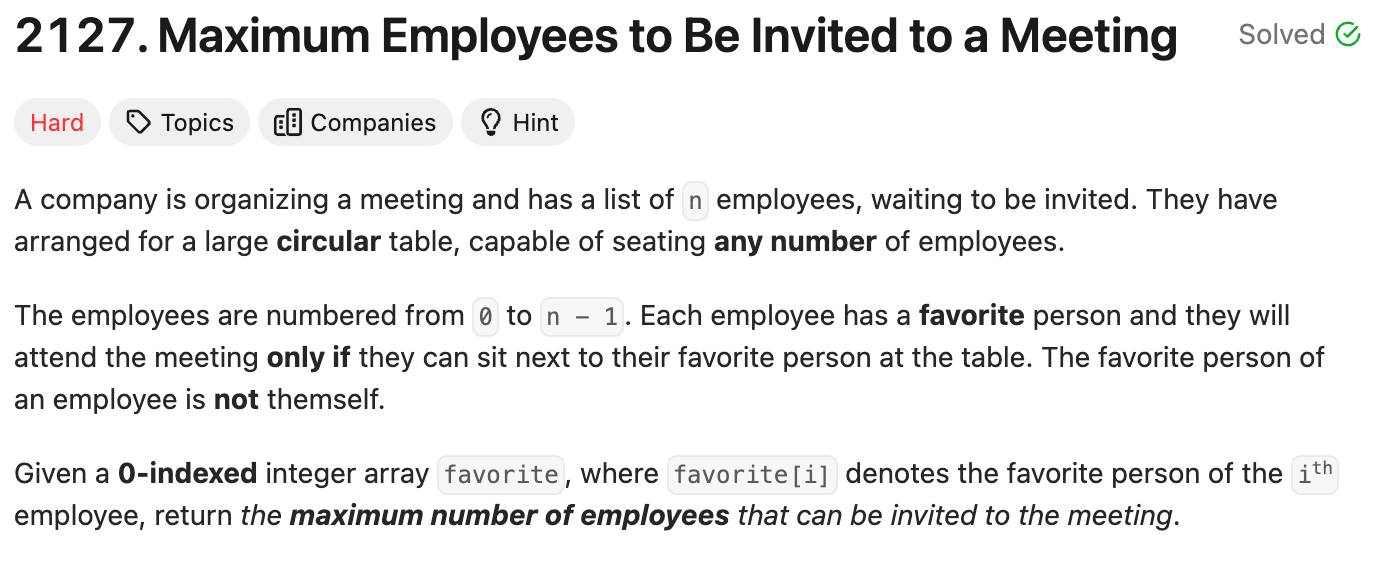 2127. Maximum Employees to Be Invited to a Meeting
Solved
Hard
Topics
Companies
Hint
A company is organizing a meeting and has a list of n employees, waiting to be invited. They have
arranged for a large circular table, capable of seating any number of employees.
The employees are numbered from 0 to n - 1. Each employee has a favorite person and they will
attend the meeting only if they can sit next to their favorite person at the table. The favorite person of
an employee is not themself.
Given a 0-indexed integer array favorite, where favorite[i] denotes the favorite person of the ith
employee, return the maximum number of employees that can be invited to the meeting.